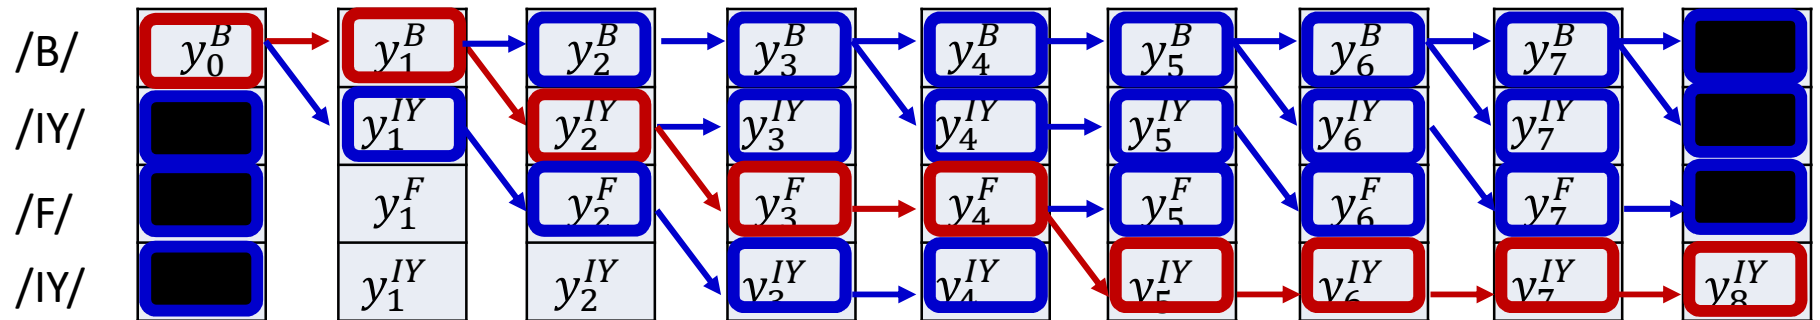 /B/ y_0^B y_1^B y_2^B y_3^B y_4^B y_5^B y_6^B y_7^B
/IY/ y_1^{IY} y_2^{IY} y_3^{IY} y_4^{IY} y_5^{IY} y_6^{IY} y_7^{IY}
/F/ y_1^F y_2^F y_3^F y_4^F y_5^F y_6^F y_7^F
/IY/ y_1^{IY} y_2^{IY} y_3^{IY} y_4^{IY} y_5^{IY} y_6^{IY} y_7^{IY} y_8^{IY}